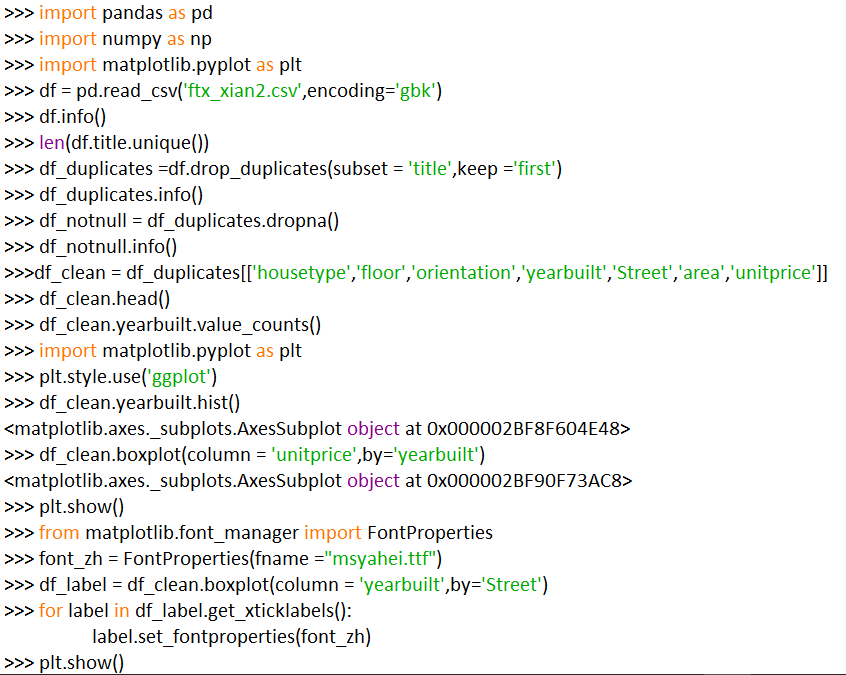 >>> import pandas as pd
>>> import numpy as np
>>> import matplotlib.pyplot as plt
>>> df = pd.read_csv('ftx_xian2.csv',encoding='gbk')
>>> df.info()
>>> len(df.title.unique())
>>> df_duplicates =df.drop_duplicates(subset = 'title',keep ='first')
>>> df_duplicates.info()
>>> df_notnull = df_duplicates.dropna()
>>> df_notnull.info()
>>>df_clean = df_duplicates[['housetype','floor','orientation','yearbuilt','Street','area','unitprice']]
>>> df_clean.head()
>>> df_clean.yearbuilt.value_counts()
>>> import matplotlib.pyplot as plt
>>> plt.style.use('ggplot')
>>> df_clean.yearbuilt.hist()
<matplotlib.axes._subplots.AxesSubplot object at 0x000002BF8F604E48>
>>> df_clean.boxplot(column = 'unitprice',by='yearbuilt')
<matplotlib.axes._subplots.AxesSubplot object at 0x000002BF90F73AC8>
>>> plt.show()
>>> from matplotlib.font_manager import FontProperties
>>> font_zh = FontProperties(fname ="msyahei.ttf")
>>> df_label = df_clean.boxplot(column = 'yearbuilt',by='Street')
>>> for label in df_label.get_xticklabels():
label.set_fontproperties(font_zh)
>>> plt.show()